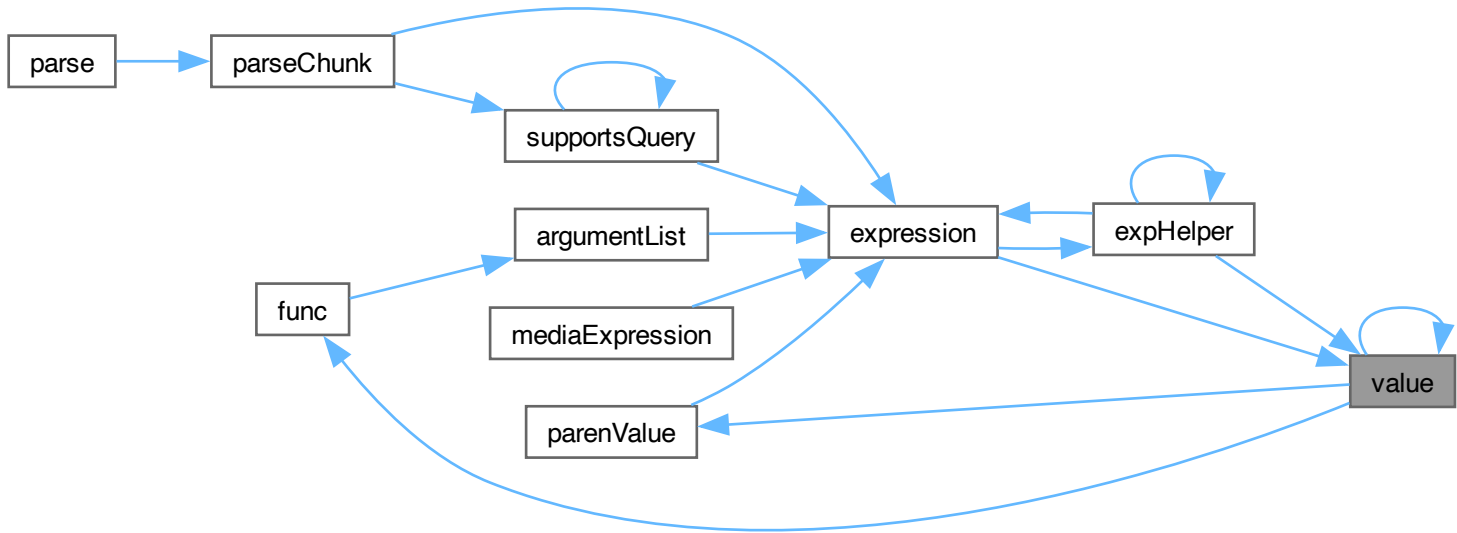 parse
parseChunk
supportsQuery
argumentList
expression
expHelper
func
mediaExpression
value
parenValue